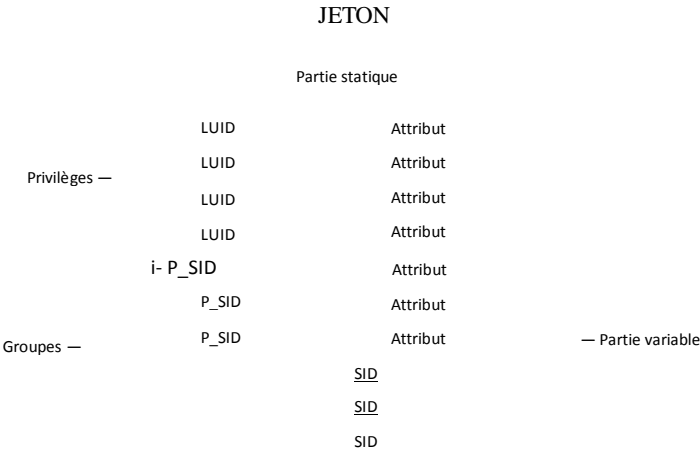 JETON
Partie statique
LUID Attribut
LUID Attribut
Privilèges —
LUID Attribut
LUID Attribut
i- P_SID Attribut
P_SID Attribut
P_SID Attribut
Groupes — — Partie variable
SID
SID
SID